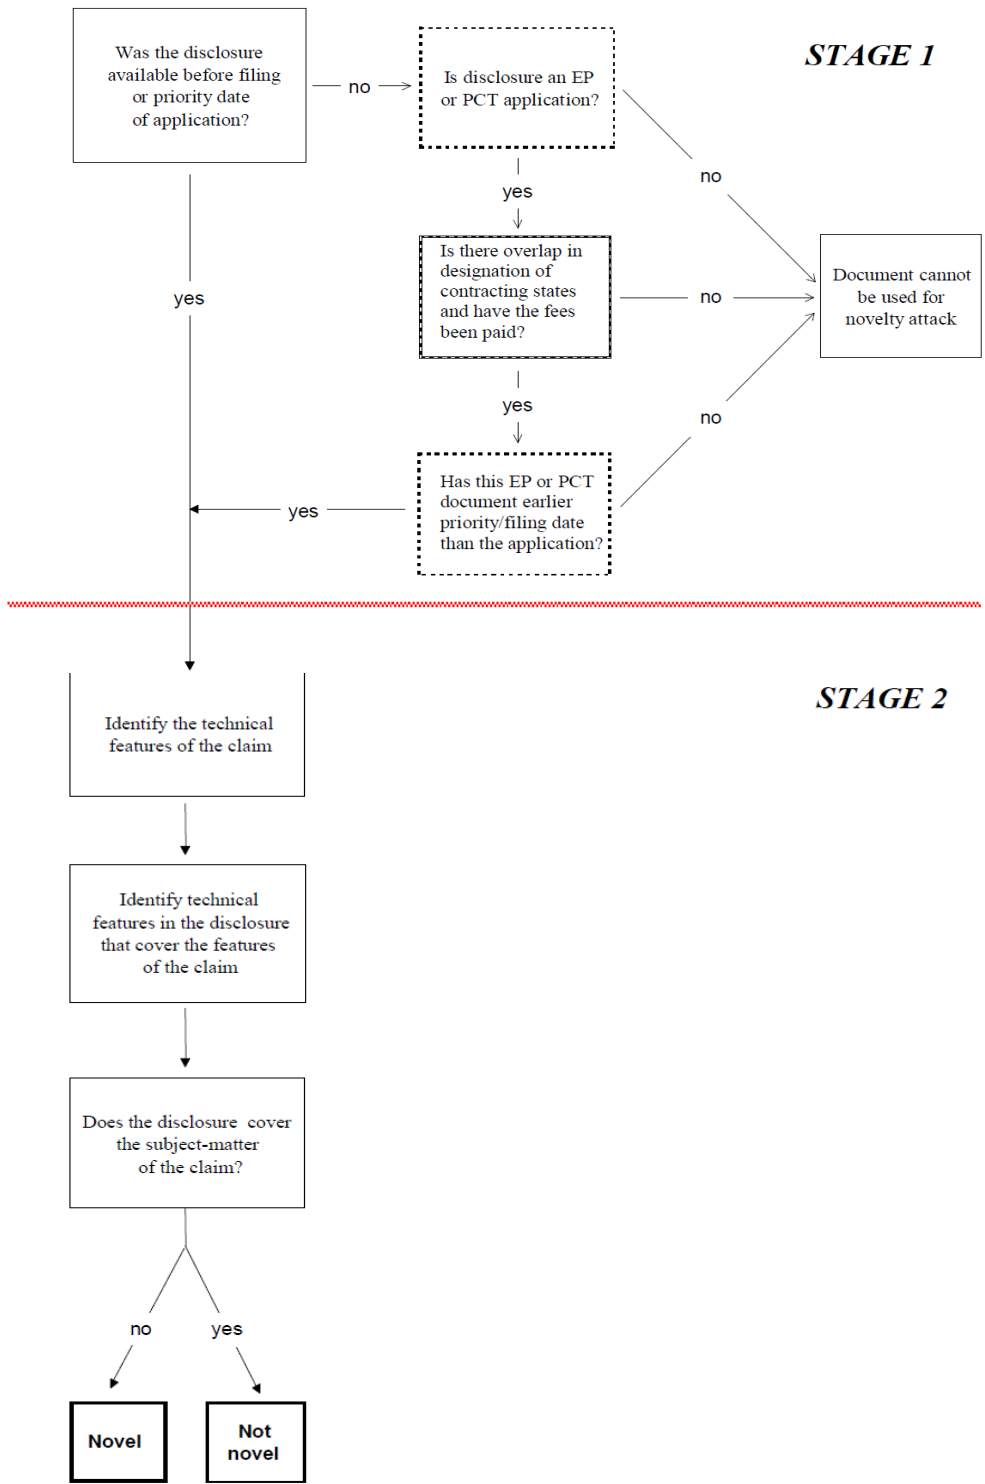 STAGE 1
Was the disclosure
available before filing
or priority date
of application?
no
Is disclosure an EP
or PCT application?
no
yes
Is there overlap in
designation of
contracting states
and have the fees
been paid?
no
Document cannot
be used for
novelty attack
yes
yes
no
Has this EP or PCT
document earlier
priority/filing date
than the application?
yes
STAGE 2
Identify the technical
features of the claim
Identify technical
features in the disclosure
that cover the features
of the claim
Does the disclosure cover
the subject-matter
of the claim?
no
yes
Novel
Not
novel